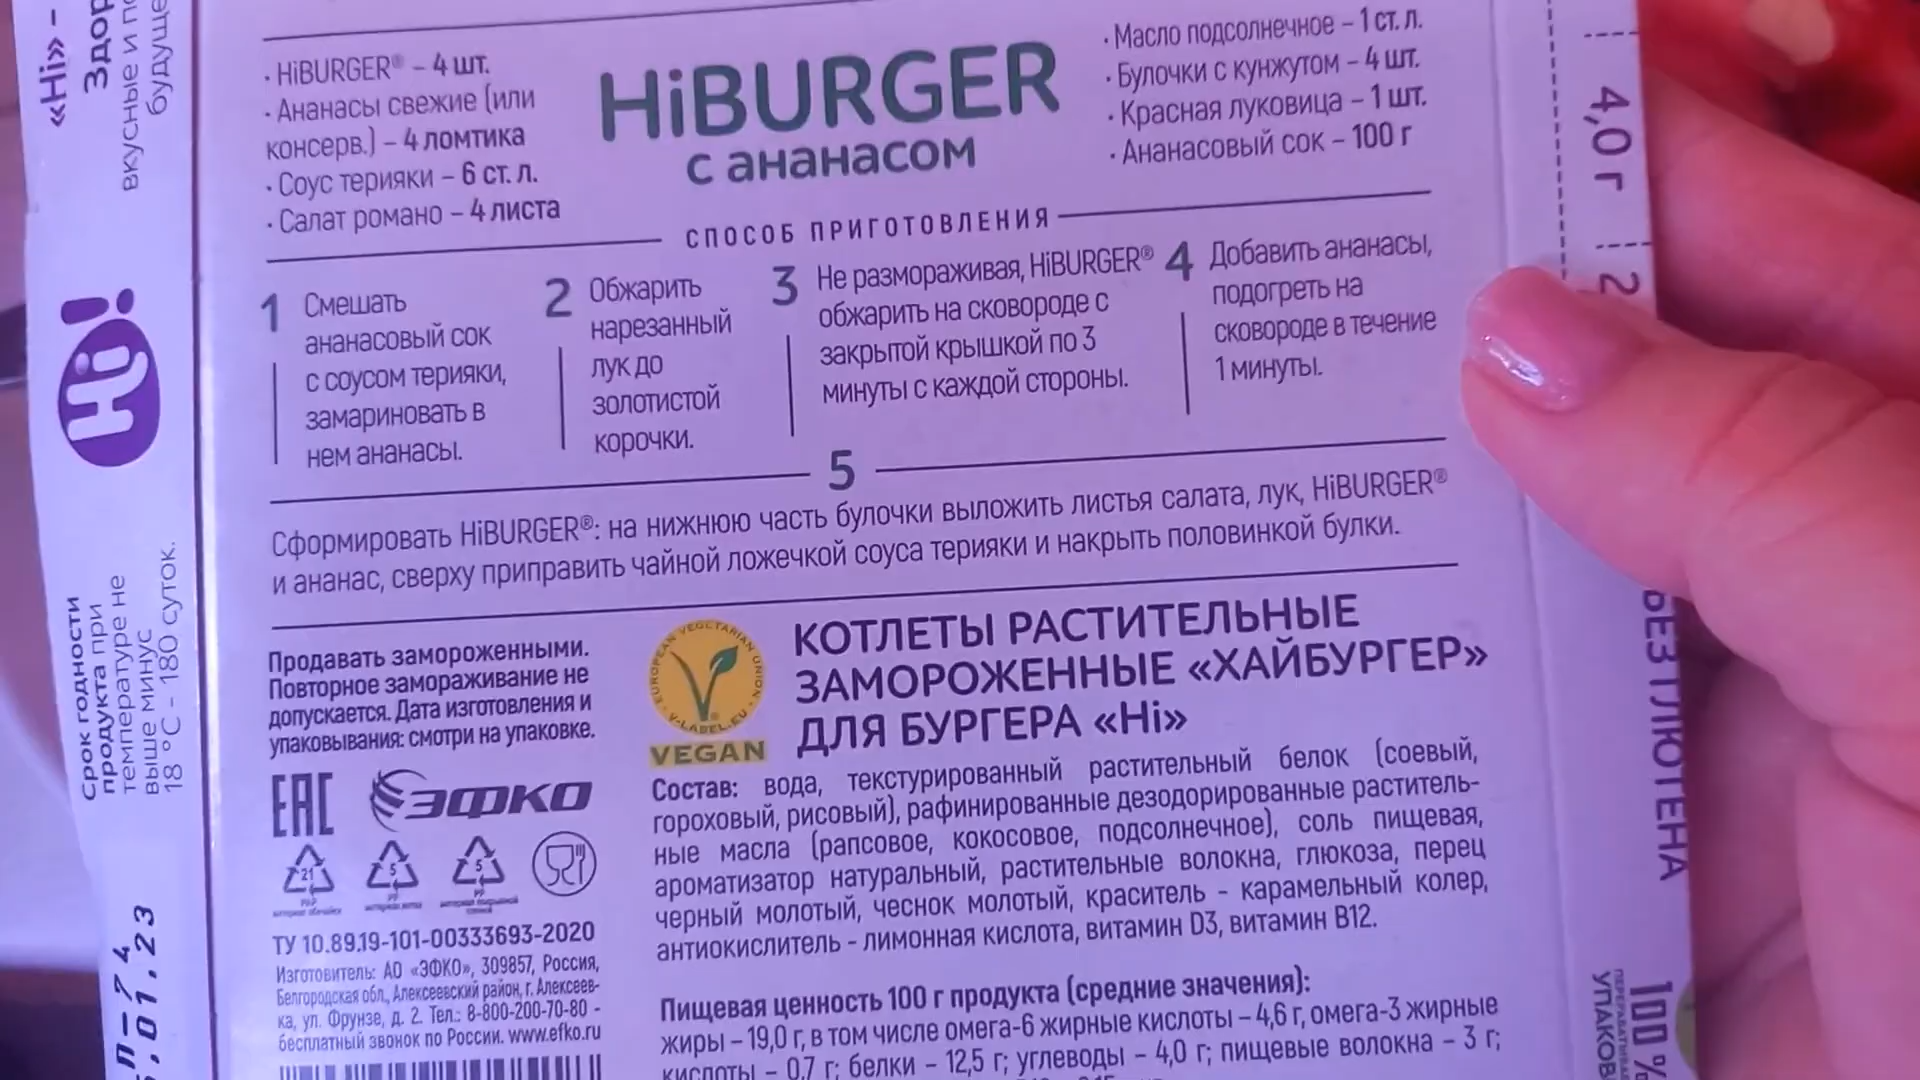 «Hi» –
Здор
вкусные и по
будуще
· HiBURGER® – 4 шт.
· Ананасы свежие (или
консерв.) – 4 ломтика
· Соус терияки – 6 ст. л.
· Салат романо – 4 листа
HiBURGER
с ананасом
· Масло подсолнечное – 1 ст. л.
· Булочки с кунжутом – 4 шт.
· Красная луковица – 1 шт.
· Ананасовый сок – 100 г
СПОСОБ ПРИГОТОВЛЕНИЯ
1 Смешать
ананасовый сок
с соусом терияки,
замариновать в
нем ананасы.
2 Обжарить
нарезанный
лук до
золотистой
корочки.
3 Не размораживая, HiBURGER®
обжарить на сковороде с
закрытой крышкой по 3
минуты с каждой стороны.
4 Добавить ананасы,
подогреть на
сковороде в течение
1 минуты.
5
Сформировать HiBURGER®: на нижнюю часть булочки выложить листья салата, лук, HiBURGER®
и ананас, сверху приправить чайной ложечкой соуса терияки и накрыть половинкой булки.
Hi!
Срок годности
продукта при
температуре не
выше минус
18 °С - 180 суток.
Продавать замороженными.
Повторное замораживание не
допускается. Дата изготовления и
упаковывания: смотри на упаковке.
EAC
ЭФКО
21
PAP
5
PP
5
PP
ТУ 10.89.19-101-00333693-2020
Изготовитель: АО «ЭФКО», 309857, Россия,
Белгородская обл., Алексеевский район, г. Алексеев-
ка, ул. Фрунзе, д. 2. Тел.: 8-800-200-70-80 -
бесплатный звонок по России. www.efko.ru
EUROPEAN VEGETARIAN UNION
V-LABEL.EU
VEGAN
КОТЛЕТЫ РАСТИТЕЛЬНЫЕ
ЗАМОРОЖЕННЫЕ «ХАЙБУРГЕР»
ДЛЯ БУРГЕРА «Hi»
Состав: вода, текстурированный растительный белок (соевый,
гороховый, рисовый), рафинированные дезодорированные раститель-
ные масла (рапсовое, кокосовое, подсолнечное), соль пищевая,
ароматизатор натуральный, растительные волокна, глюкоза, перец
черный молотый, чеснок молотый, краситель - карамельный колер,
антиокислитель - лимонная кислота, витамин D3, витамин В12.
Пищевая ценность 100 г продукта (средние значения):
жиры – 19,0 г, в том числе омега-6 жирные кислоты – 4,6 г, омега-3 жирные
кислоты – 0,7 г; белки – 12,5 г; углеводы – 4,0 г; пищевые волокна – 3 г;
4,0 г
2
БЕЗ ГЛЮТЕНА
100 %
УПАКОВ
П-7 4
.01.23